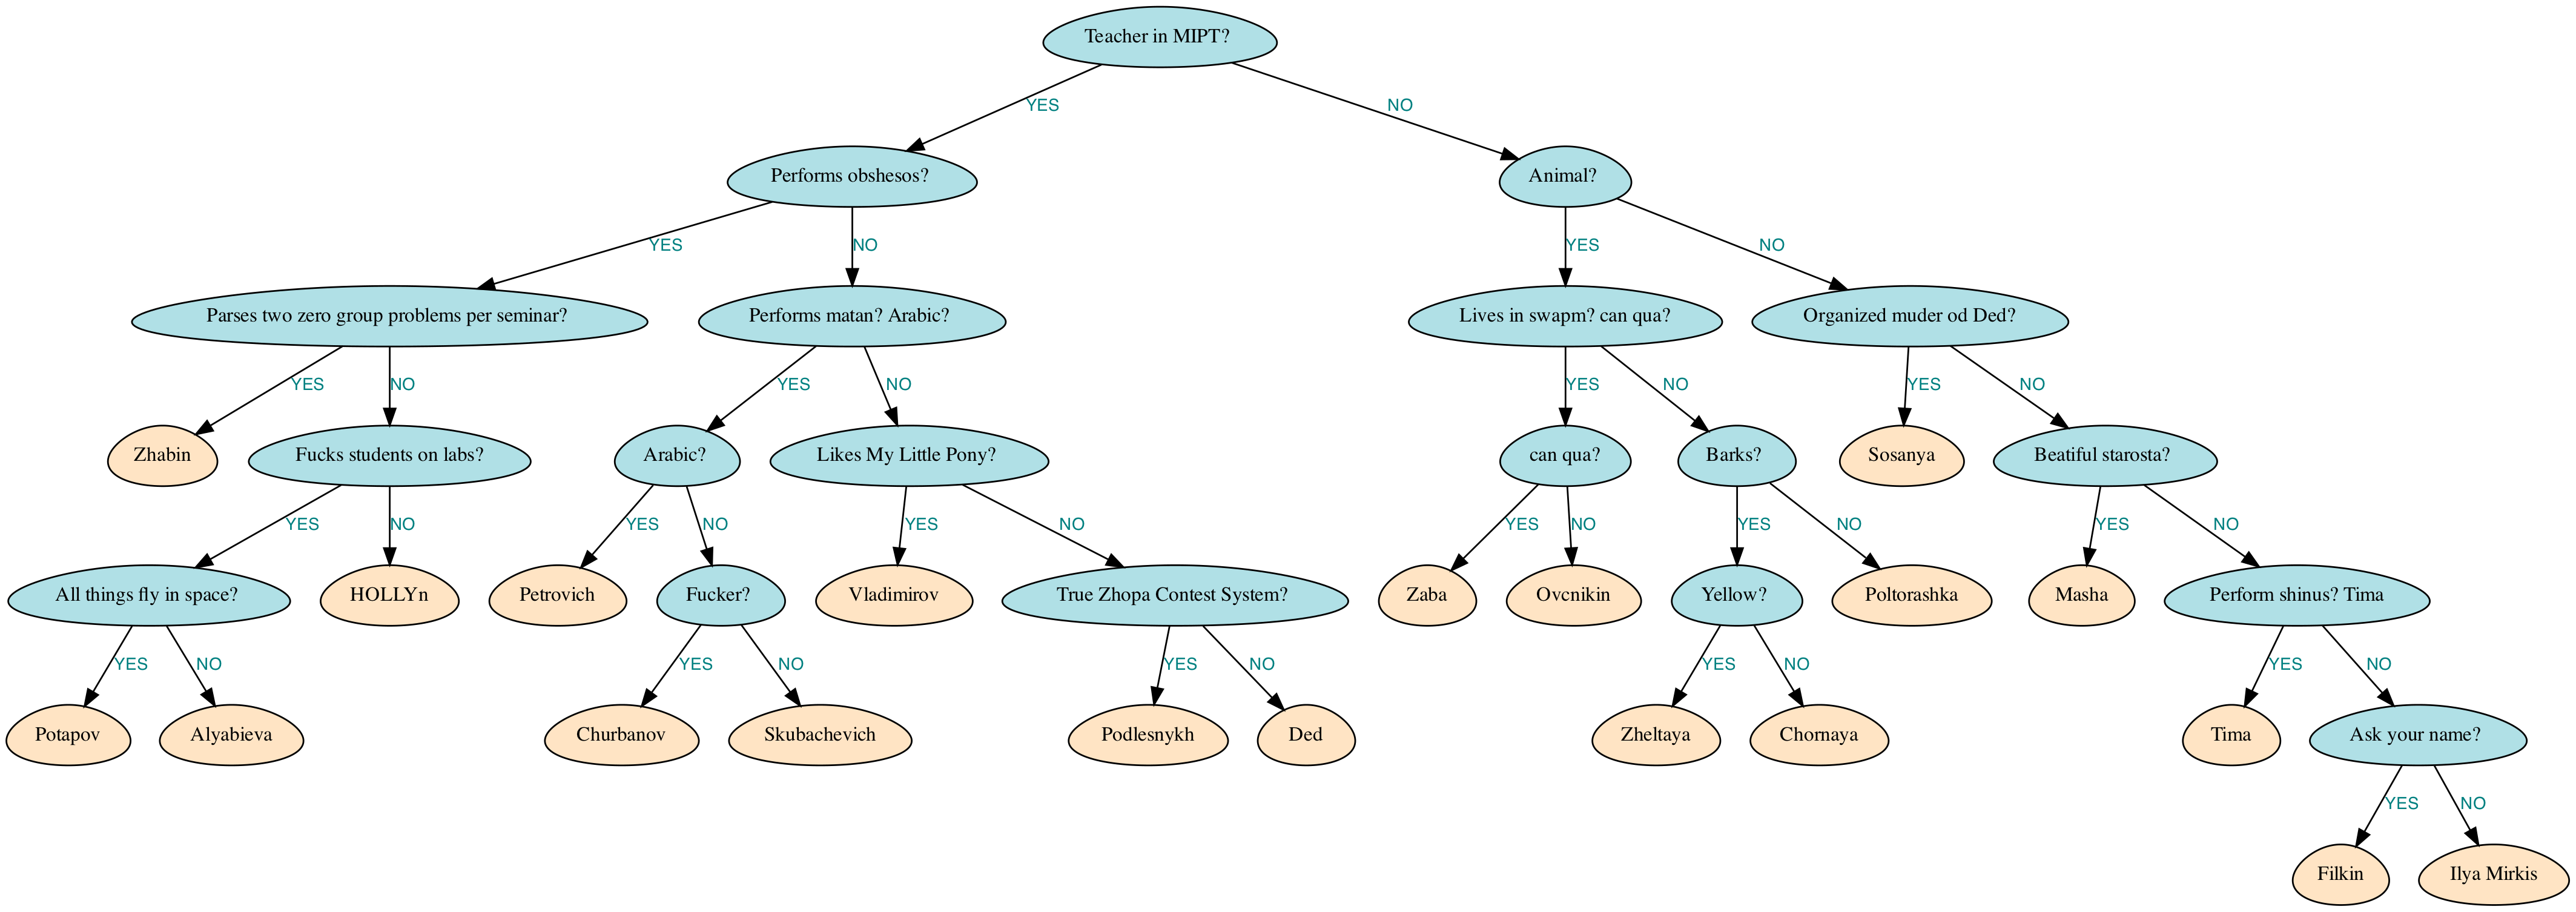 Teacher in MIPT?
YES
NO
Performs obshesos?
Animal?
YES
NO
YES
NO
Parses two zero group problems per seminar?
Performs matan? Arabic?
Lives in swapm? can qua?
Organized muder od Ded?
YES
NO
YES
NO
YES
NO
YES
NO
Zhabin
Fucks students on labs?
Arabic?
Likes My Little Pony?
can qua?
Barks?
Sosanya
Beatiful starosta?
YES
NO
YES
NO
YES
NO
YES
NO
YES
NO
YES
NO
All things fly in space?
HOLLYn
Petrovich
Fucker?
Vladimirov
True Zhopa Contest System?
Zaba
Ovcnikin
Yellow?
Poltorashka
Masha
Perform shinus? Tima
YES
NO
YES
NO
YES
NO
YES
NO
YES
NO
Potapov
Alyabieva
Churbanov
Skubachevich
Podlesnykh
Ded
Zheltaya
Chornaya
Tima
Ask your name?
YES
NO
Filkin
Ilya Mirkis